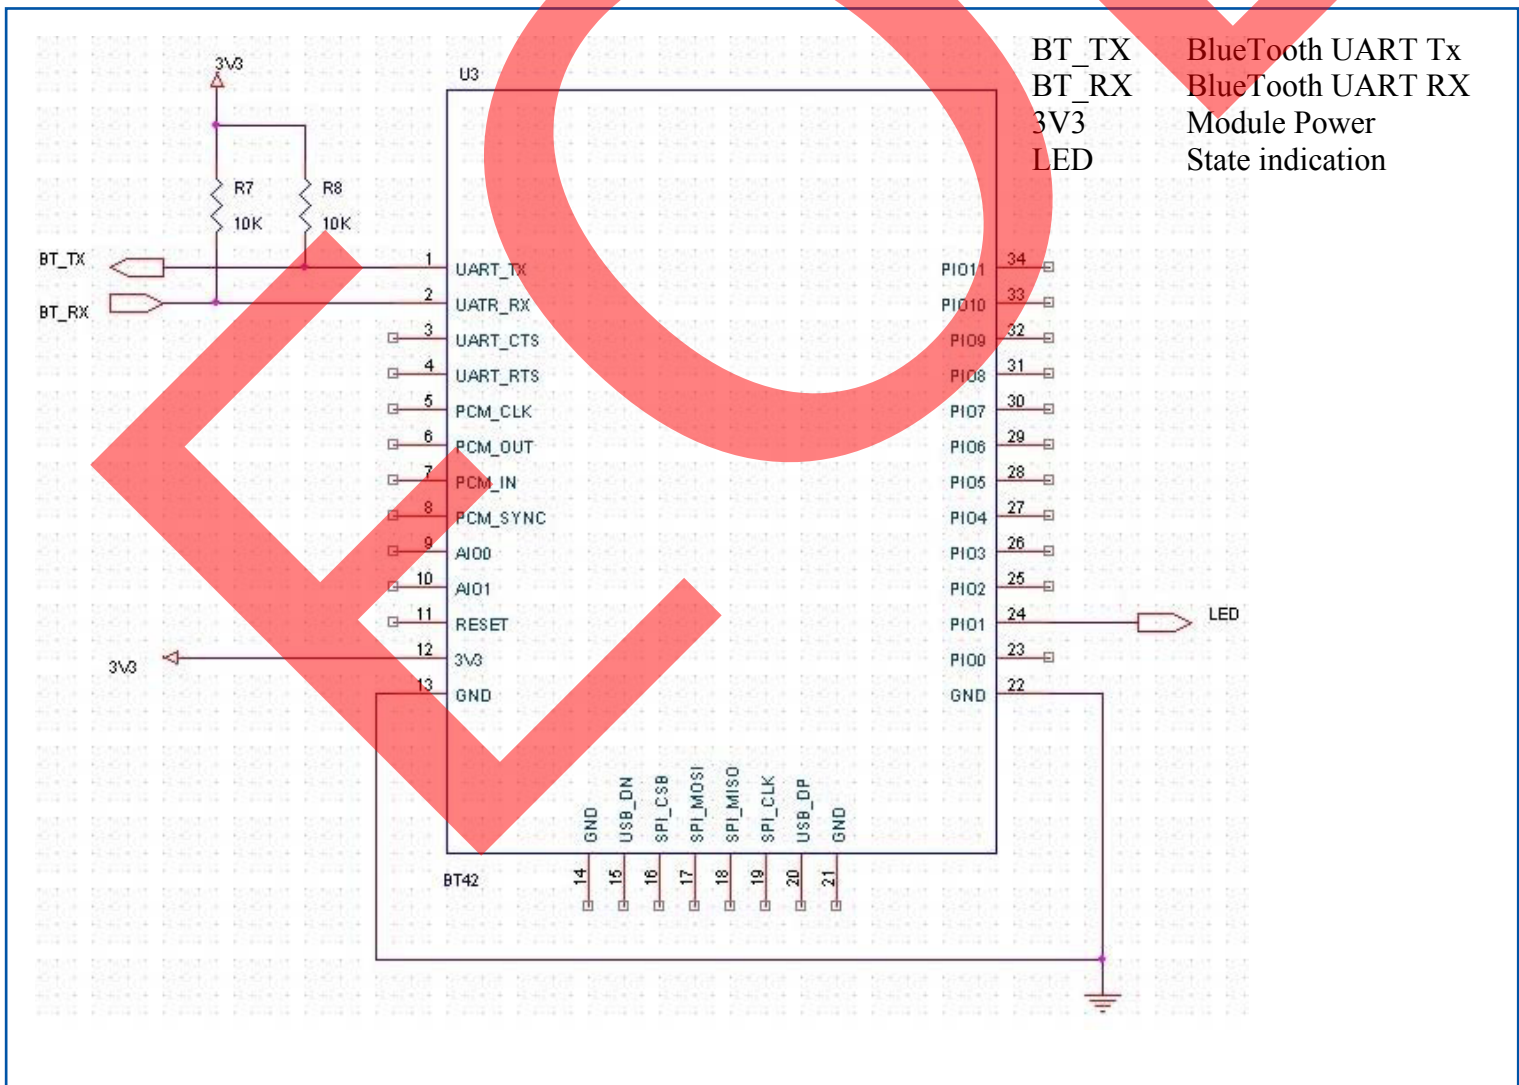 BT_TX BlueTooth UART Tx
BT_RX BlueTooth UART RX
3V3 Module Power
LED State indication
3V3
U3
R7
10K
R8
10K
BT_TX
BT_RX
1 UART_TX
2 UATR_RX
3 UART_CTS
4 UART_RTS
5 PCM_CLK
6 PCM_OUT
7 PCM_IN
8 PCM_SYNC
9 AIO0
10 AIO1
11 RESET
12 3V3
13 GND
3V3
PIO11 34
PIO10 33
PIO9 32
PIO8 31
PIO7 30
PIO6 29
PIO5 28
PIO4 27
PIO3 26
PIO2 25
PIO1 24
PIO0 23
GND 22
LED
GND 14
USB_DN 15
SPI_CSB 16
SPI_MOSI 17
SPI_MISO 18
SPI_CLK 19
USB_DP 20
GND 21
BT42